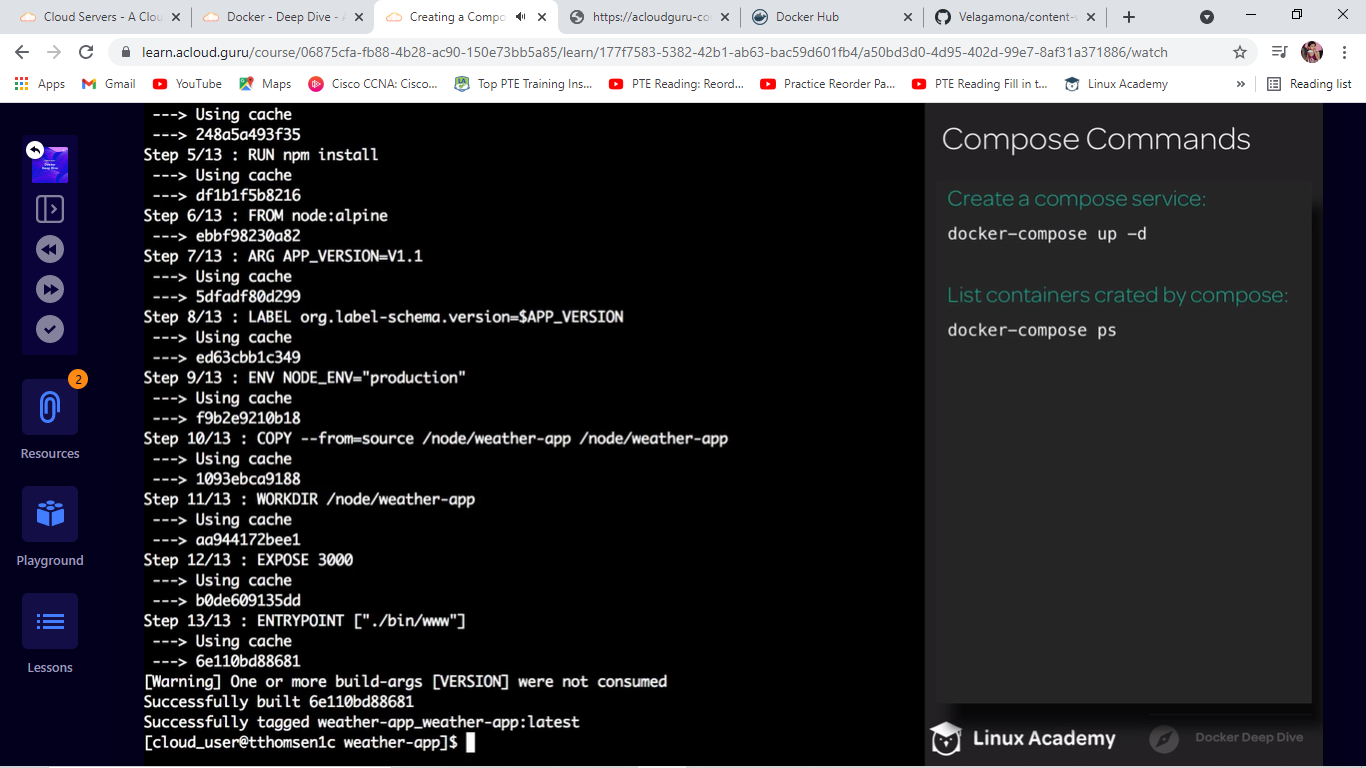 Cloud Servers - A Clou
Docker - Deep Dive - A
Creating a Compo
https://acloudguru-co
Docker Hub
Velagamona/content-
learn.acloud.guru/course/06875cfa-fb88-4b28-ac90-150e73bb5a85/learn/177f7583-5382-42b1-ab63-bac59d601fb4/a50bd3d0-4d95-402d-99e7-8af31a371886/watch
Apps
Gmail
YouTube
Maps
Cisco CCNA: Cisco...
Top PTE Training Ins...
PTE Reading: Reord...
Practice Reorder Pa...
PTE Reading Fill in t...
Linux Academy
»
Reading list
Docker
Deep Dive
2
Resources
Playground
Lessons
---> Using cache
---> 248a5a493f35
Step 5/13 : RUN npm install
---> Using cache
---> df1b1f5b8216
Step 6/13 : FROM node:alpine
---> ebbf98230a82
Step 7/13 : ARG APP_VERSION=V1.1
---> Using cache
---> 5dfadf80d299
Step 8/13 : LABEL org.label-schema.version=$APP_VERSION
---> Using cache
---> ed63cbb1c349
Step 9/13 : ENV NODE_ENV="production"
---> Using cache
---> f9b2e9210b18
Step 10/13 : COPY --from=source /node/weather-app /node/weather-app
---> Using cache
---> 1093ebca9188
Step 11/13 : WORKDIR /node/weather-app
---> Using cache
---> aa944172bee1
Step 12/13 : EXPOSE 3000
---> Using cache
---> b0de609135dd
Step 13/13 : ENTRYPOINT ["./bin/www"]
---> Using cache
---> 6e110bd88681
[Warning] One or more build-args [VERSION] were not consumed
Successfully built 6e110bd88681
Successfully tagged weather-app_weather-app:latest
[cloud_user@tthomsen1c weather-app]$
Compose Commands
Create a compose service:
docker-compose up -d
List containers crated by compose:
docker-compose ps
Linux Academy
Docker Deep Dive